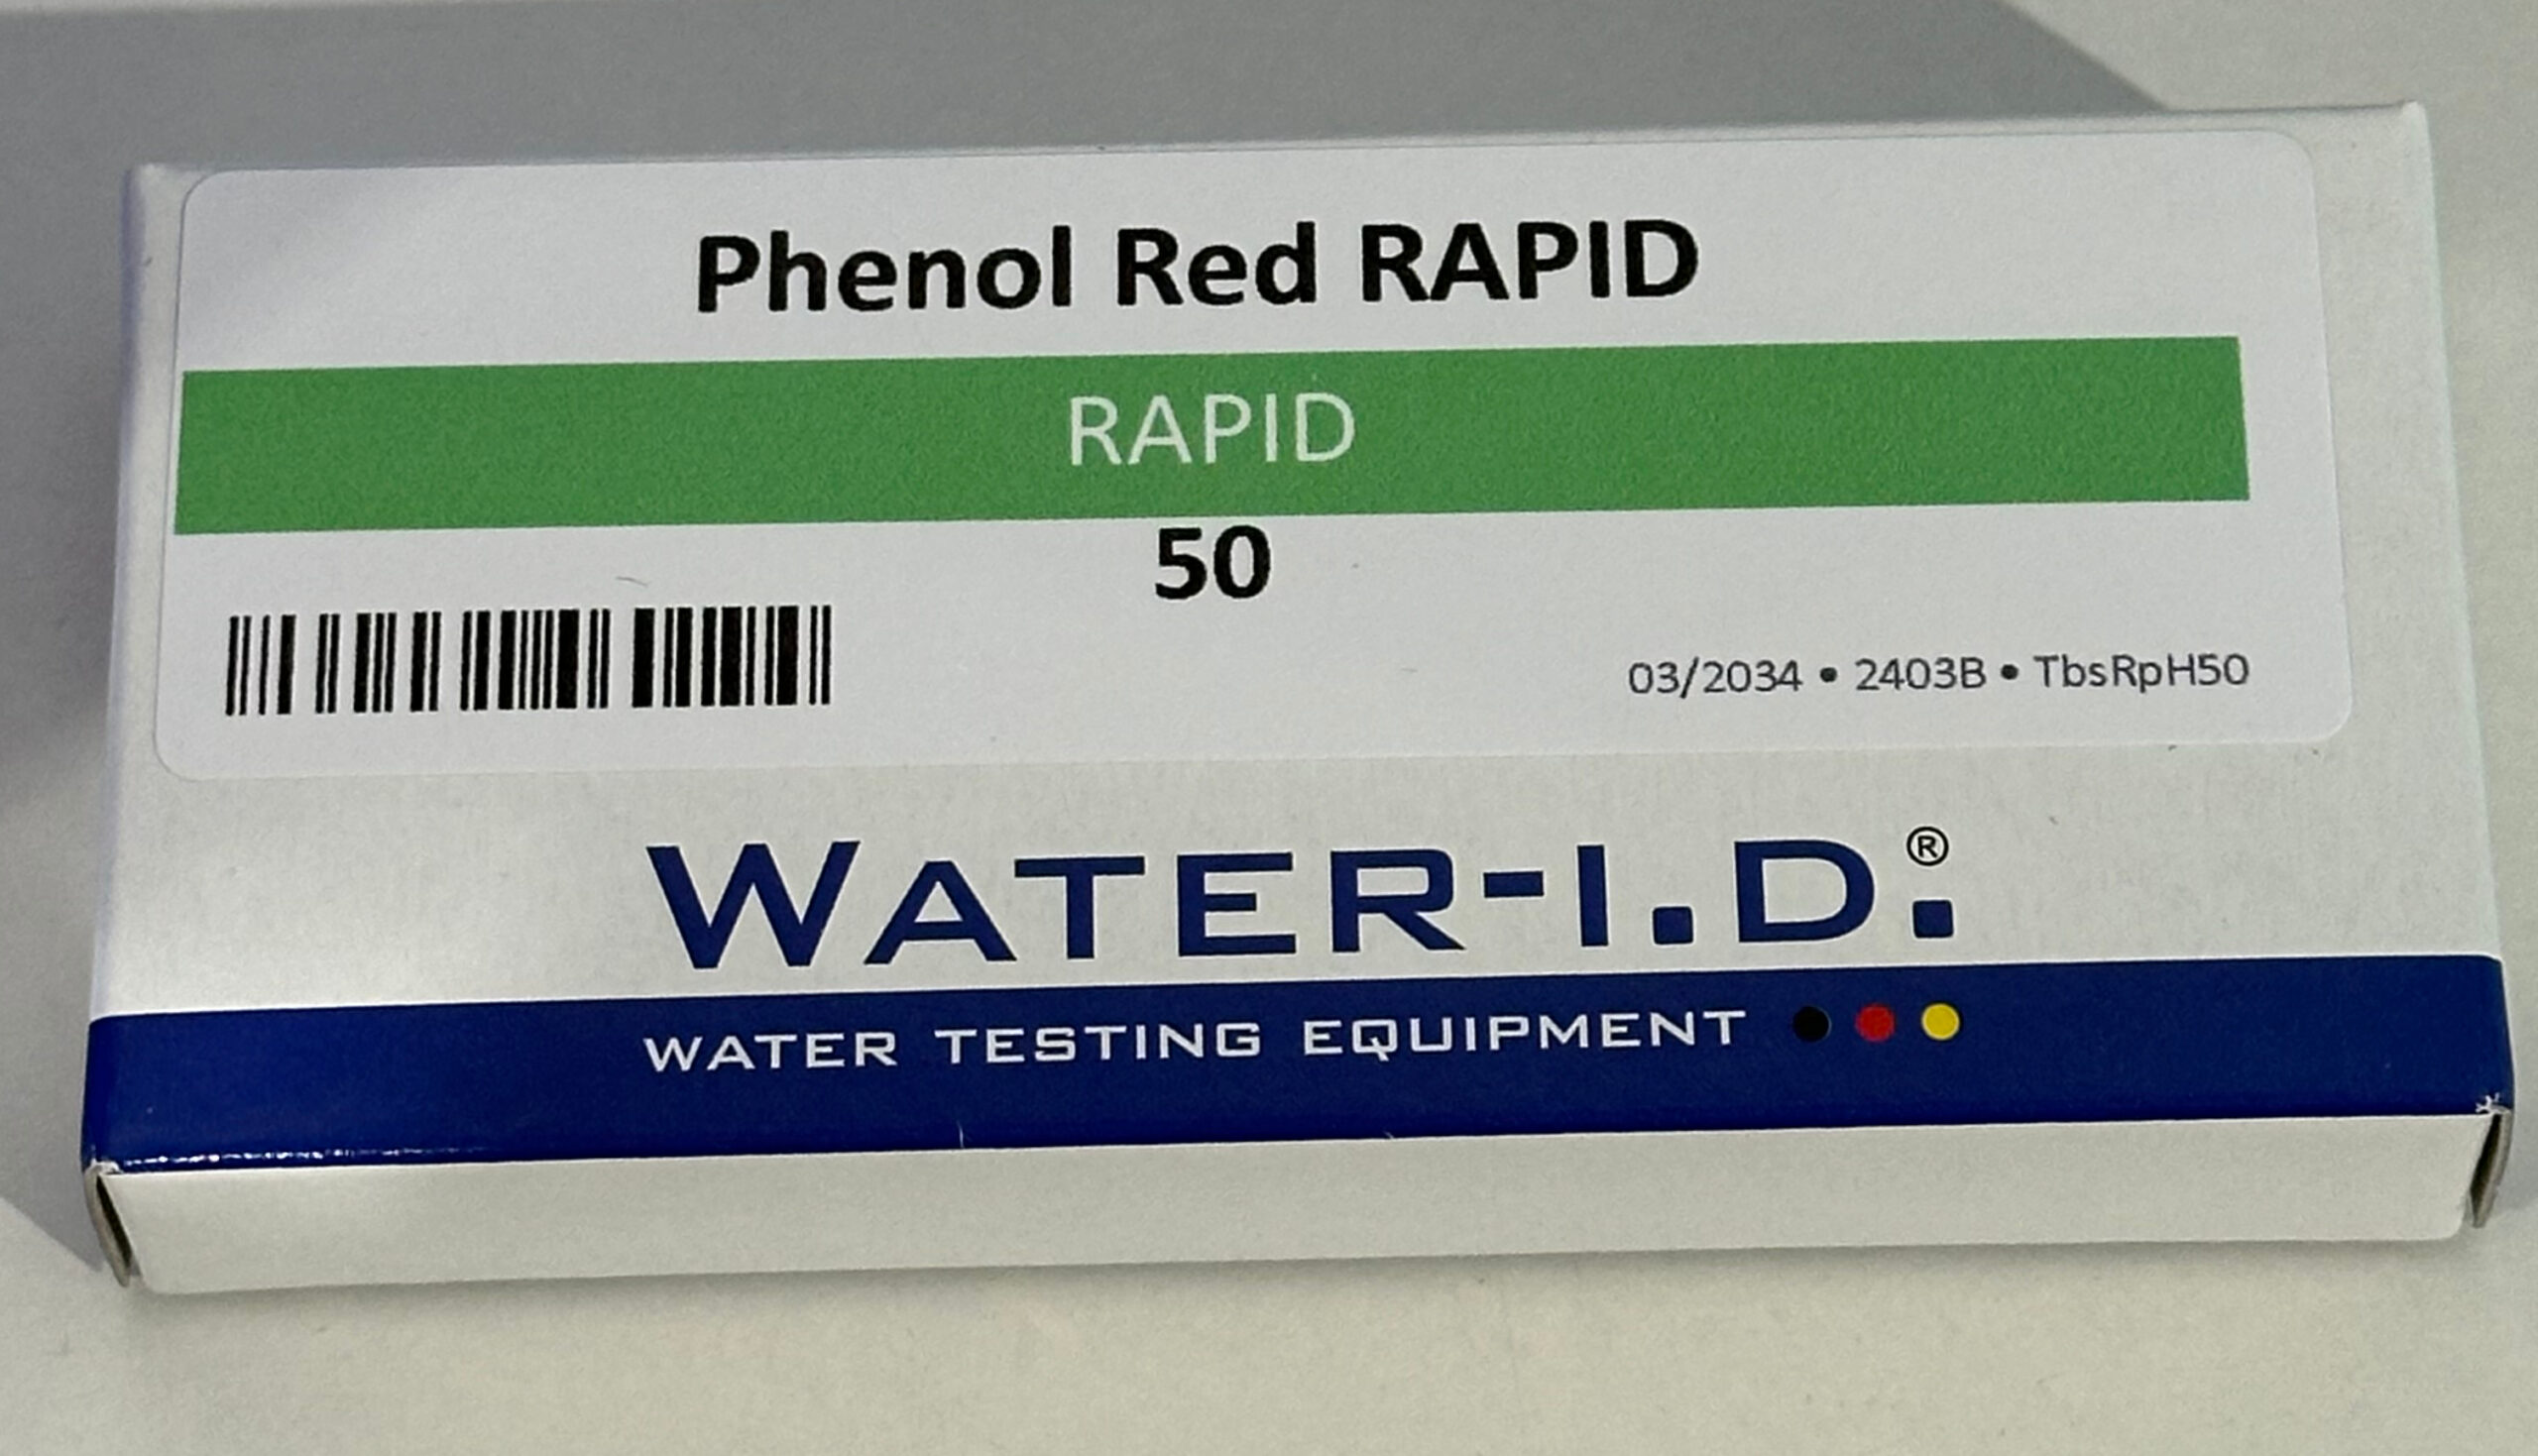 Phenol Red RAPID
RAPID
50
03/2034 • 2403B • TbsRpH50
WATER-I.D.®
WATER TESTING EQUIPMENT